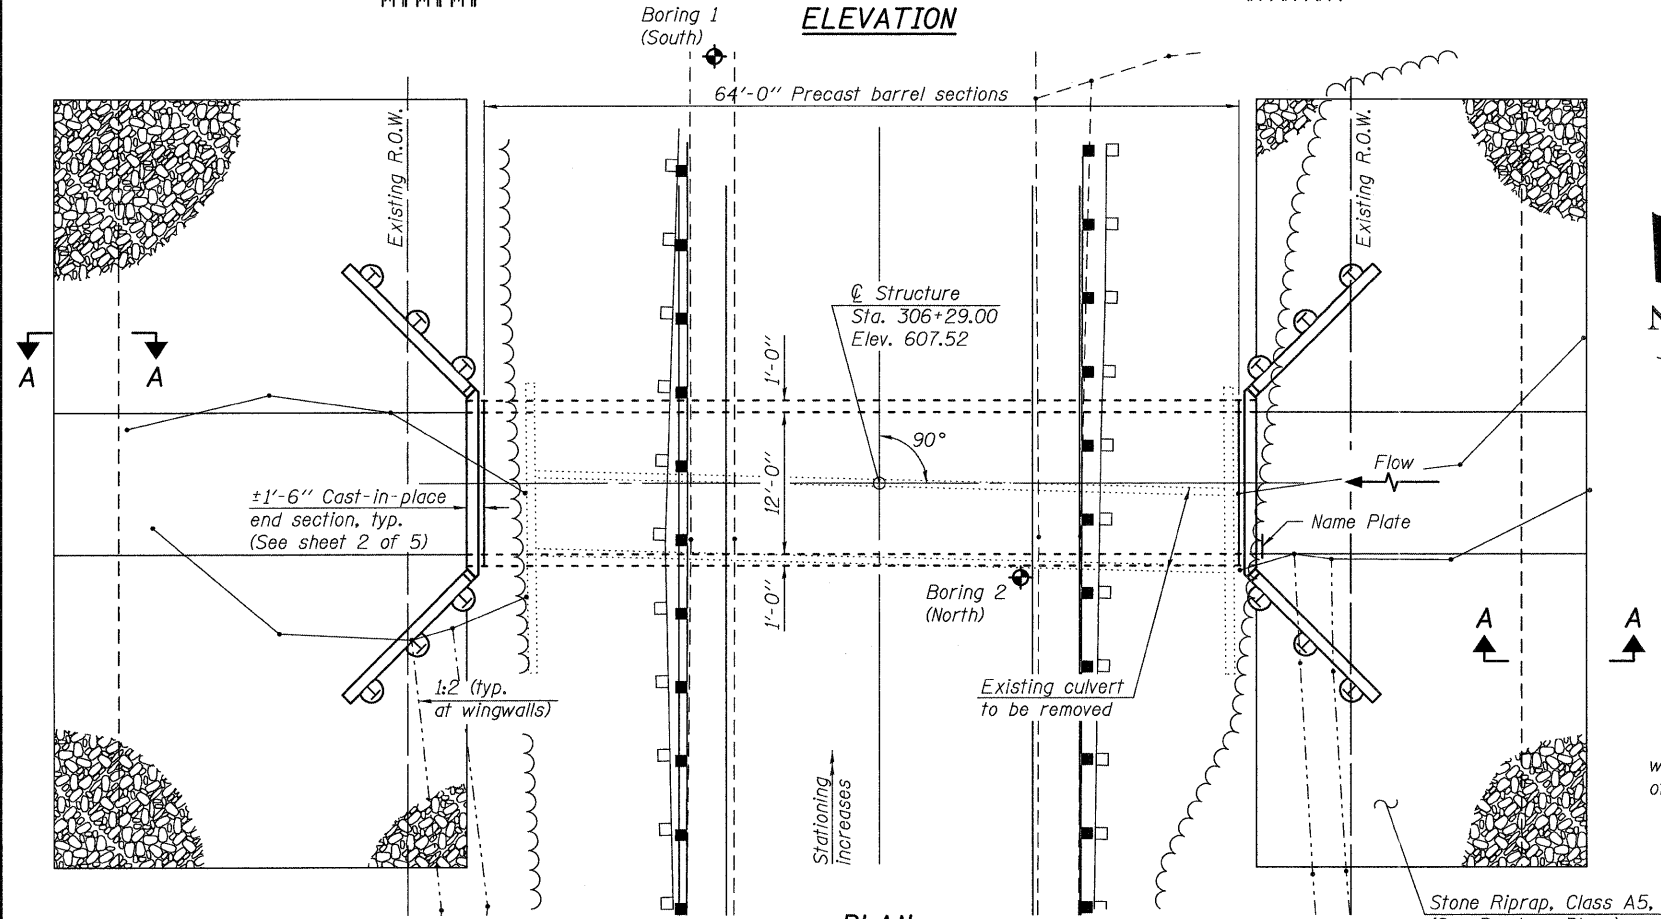 ELEVATION
Boring 1
(South)
64'-0" Precast barrel sections
Existing R.O.W.
Existing R.O.W.
℄ Structure
Sta. 306+29.00
Elev. 607.52
1'-0"
A
A
90°
12'-0"
Flow
±1'-6" Cast-in-place
end section, typ.
(See sheet 2 of 5)
Name Plate
Boring 2
(North)
1'-0"
A
A
1:2 (typ.
at wingwalls)
Existing culvert
to be removed
Stationing
increases
Stone Riprap, Class A5,
PLAN